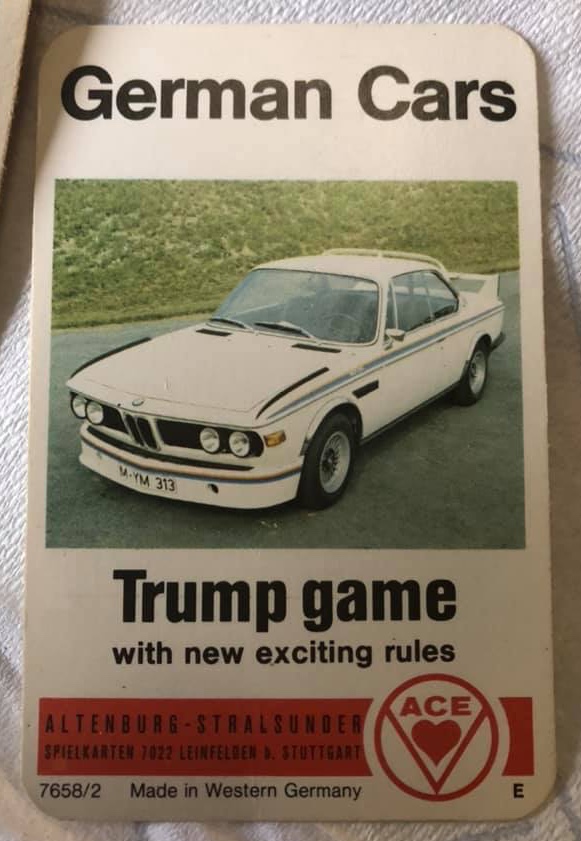 German Cars
M-YM 313
Trump game
with new exciting rules
ALTENBURG-STRALSUNDER
SPIELKARTEN 7022 LEINFELDEN b. STUTTGART
ACE
7658/2 Made in Western Germany E